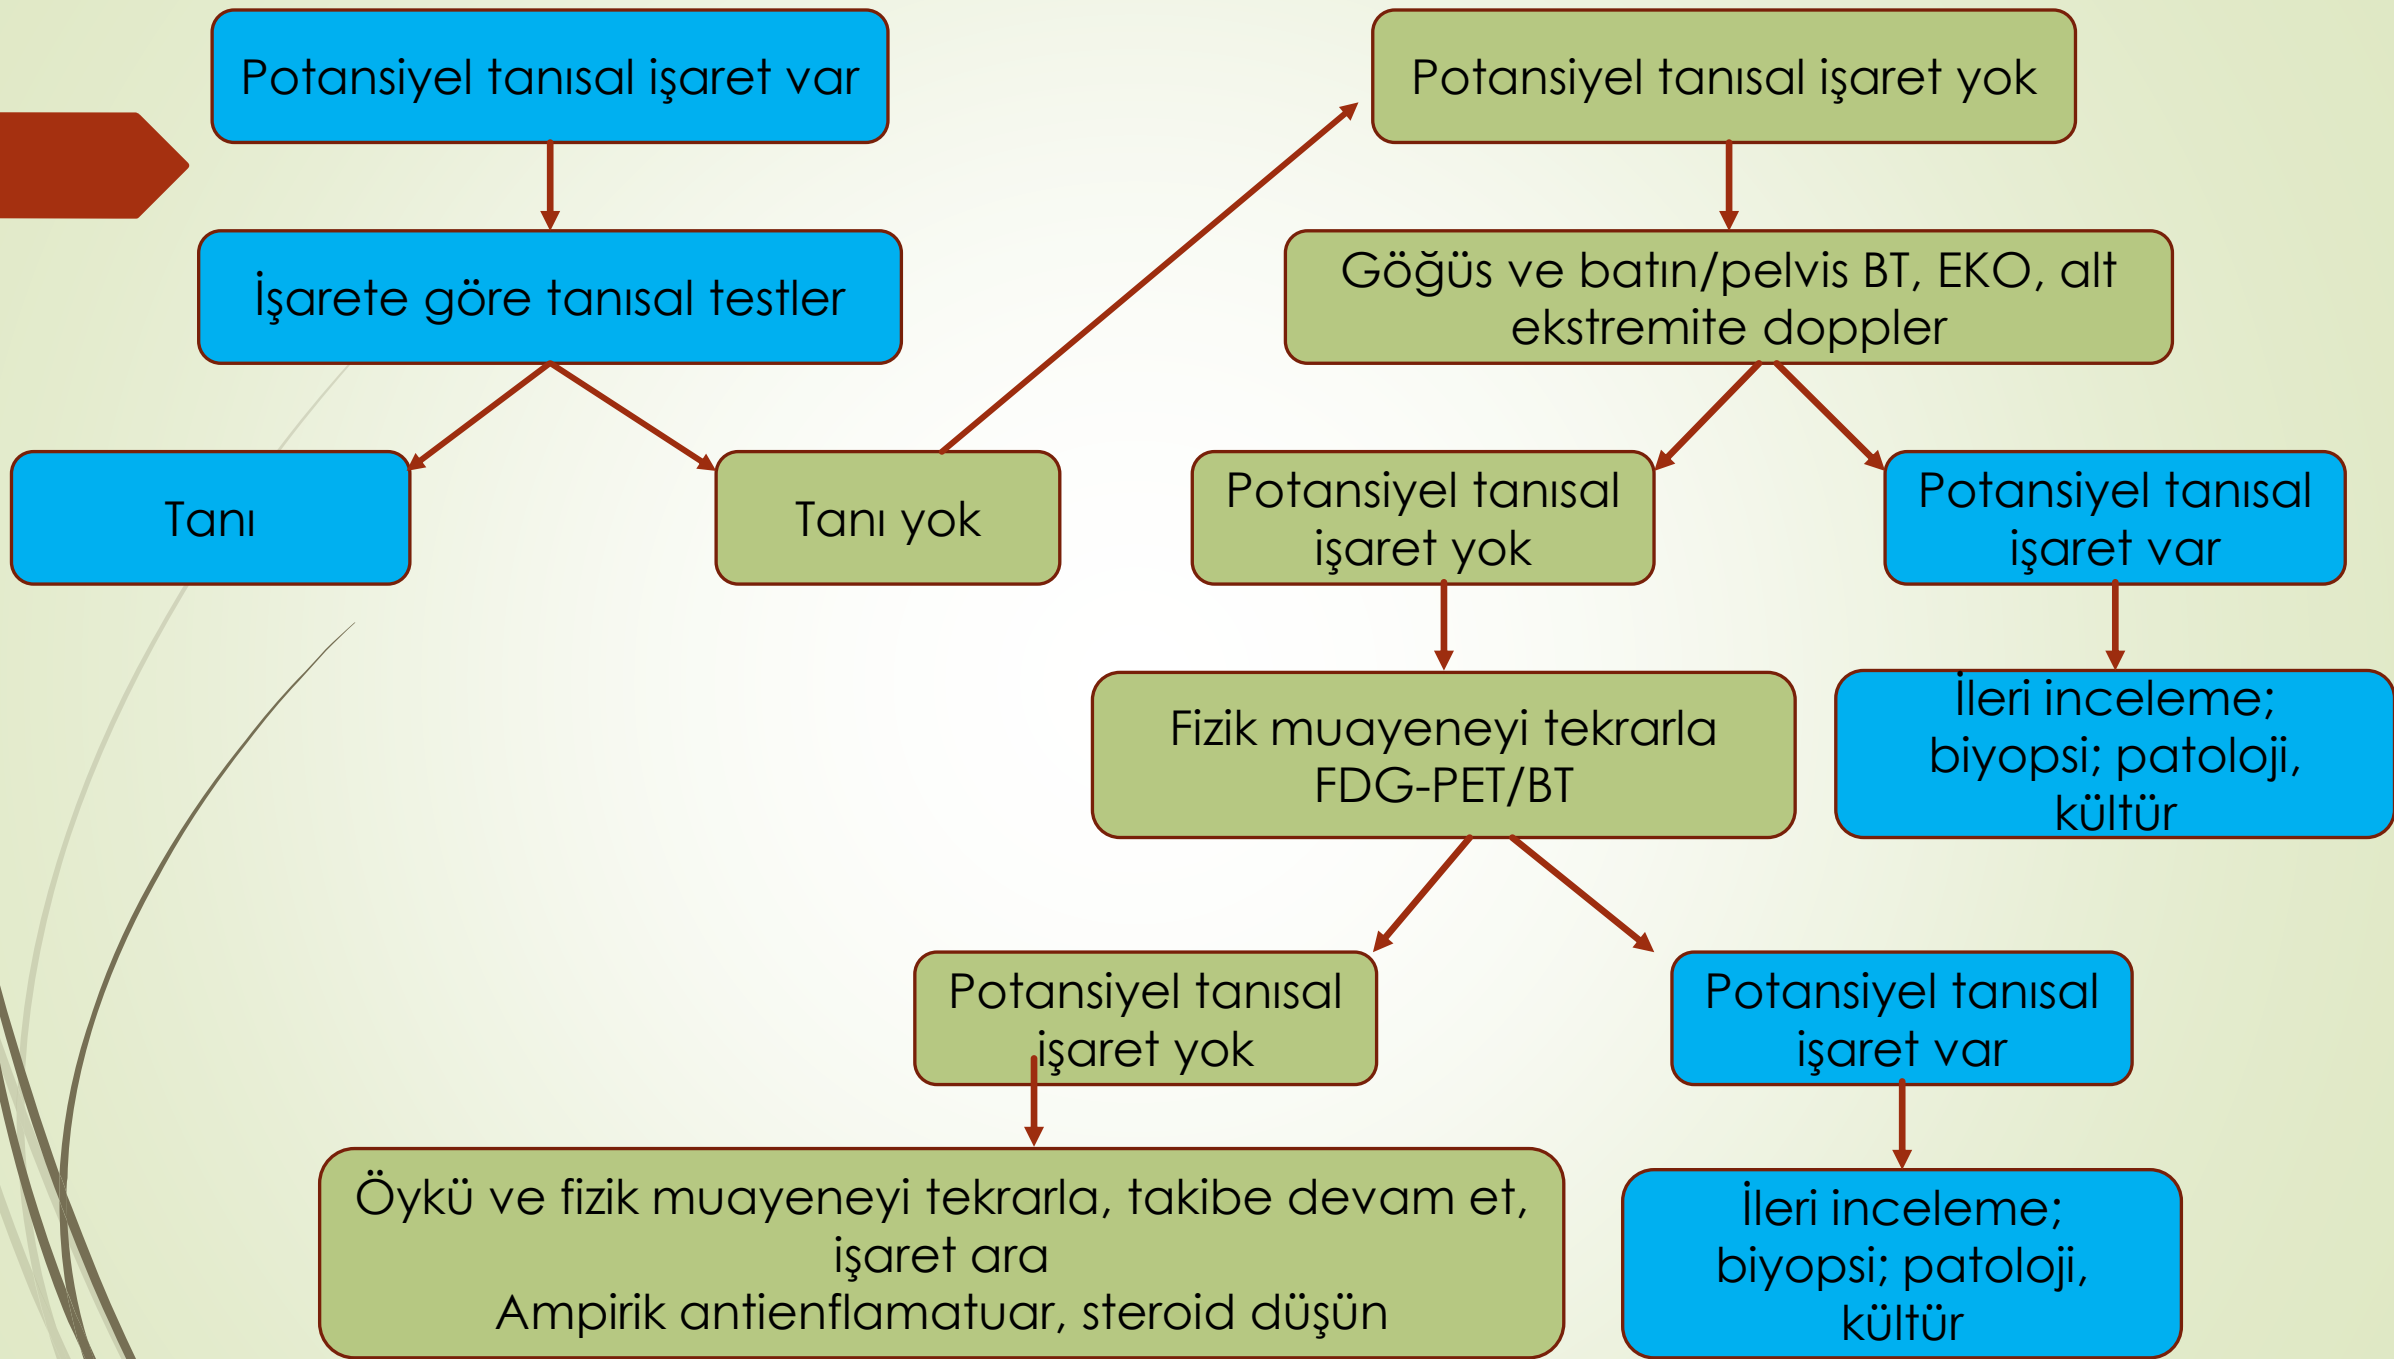 Potansiyel tanısal işaret var
Potansiyel tanısal işaret yok
İşarete göre tanısal testler
Göğüs ve batın/pelvis BT, EKO, alt
ekstremite doppler
Tanı
Tanı yok
Potansiyel tanısal
işaret yok
Potansiyel tanısal
işaret var
Fizik muayeneyi tekrarla
FDG-PET/BT
İleri inceleme;
biyopsi; patoloji,
kültür
Potansiyel tanısal
işaret yok
Potansiyel tanısal
işaret var
Öykü ve fizik muayeneyi tekrarla, takibe devam et,
işaret ara
Ampirik antienflamatuar, steroid düşün
İleri inceleme;
biyopsi; patoloji,
kültür